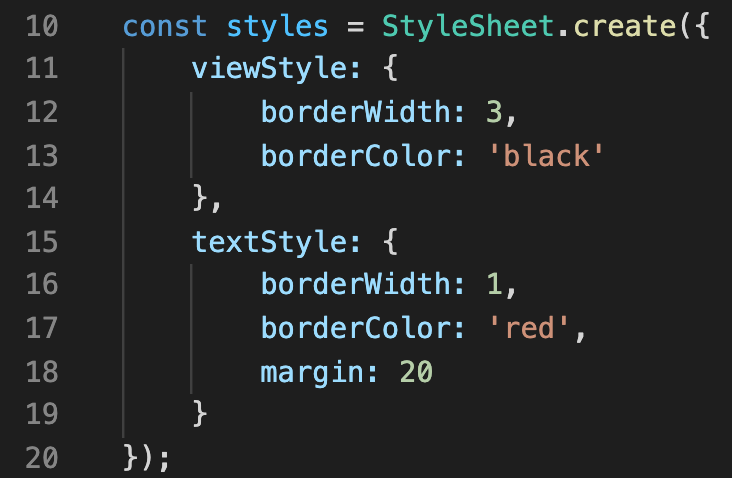 10 const styles = StyleSheet.create({
11 viewStyle: {
12 borderWidth: 3,
13 borderColor: 'black'
14 },
15 textStyle: {
16 borderWidth: 1,
17 borderColor: 'red',
18 margin: 20
19 }
20 });